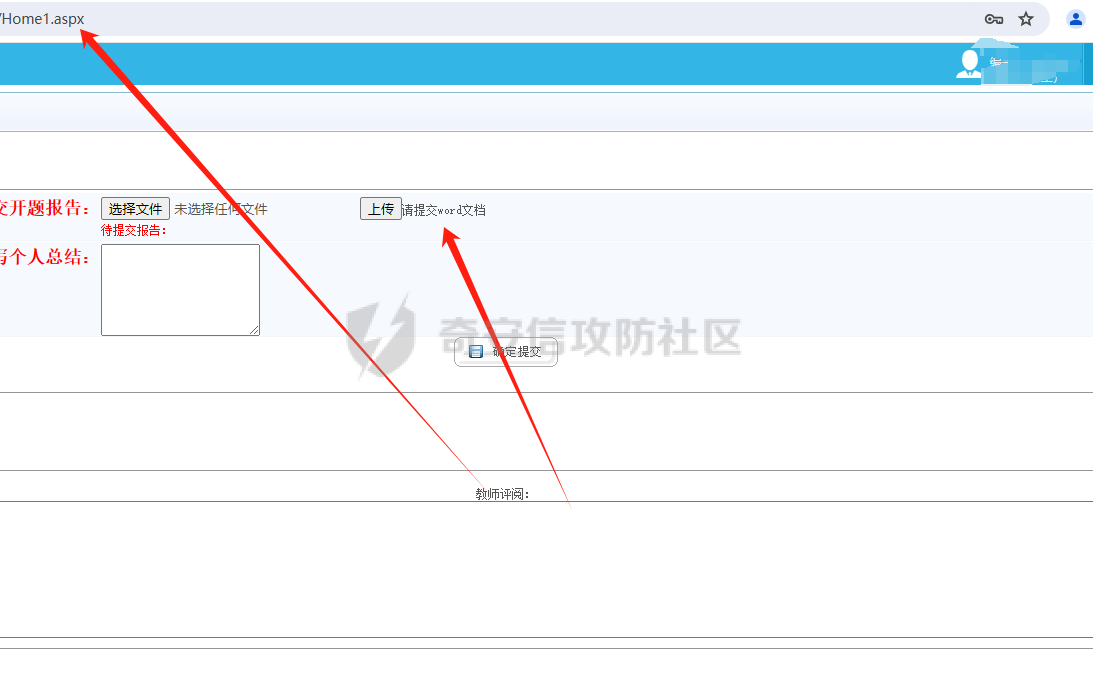 /Home1.aspx
交开题报告：
选择文件 未选择任何文件
上传 请提交word文档
待提交报告：
写个人总结：
奇安信攻防社区
确定提交
教师评阅：